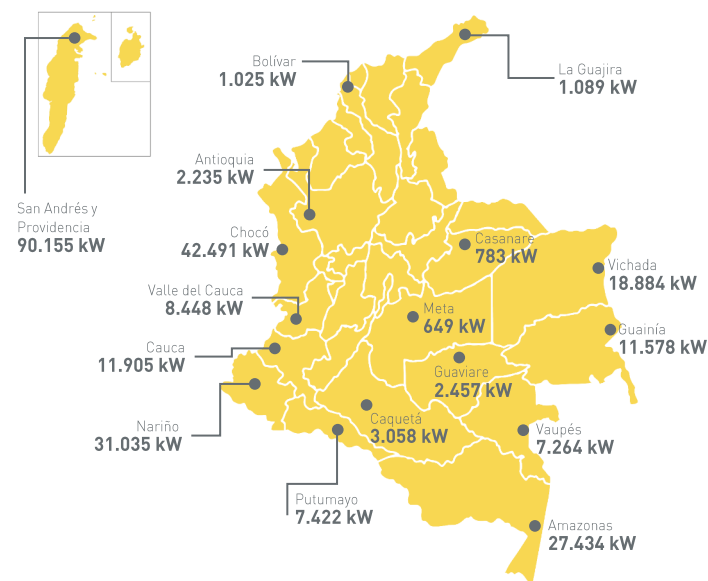 Bolívar
1.025 kW
La Guajira
1.089 kW
Antioquia
2.235 kW
San Andrés y
Providencia
90.155 kW
Chocó
42.491 kW
Casanare
783 kW
Vichada
18.884 kW
Valle del Cauca
8.448 kW
Meta
649 kW
Guainía
11.578 kW
Cauca
11.905 kW
Guaviare
2.457 kW
Caquetá
3.058 kW
Nariño
31.035 kW
Vaupés
7.264 kW
Putumayo
7.422 kW
Amazonas
27.434 kW